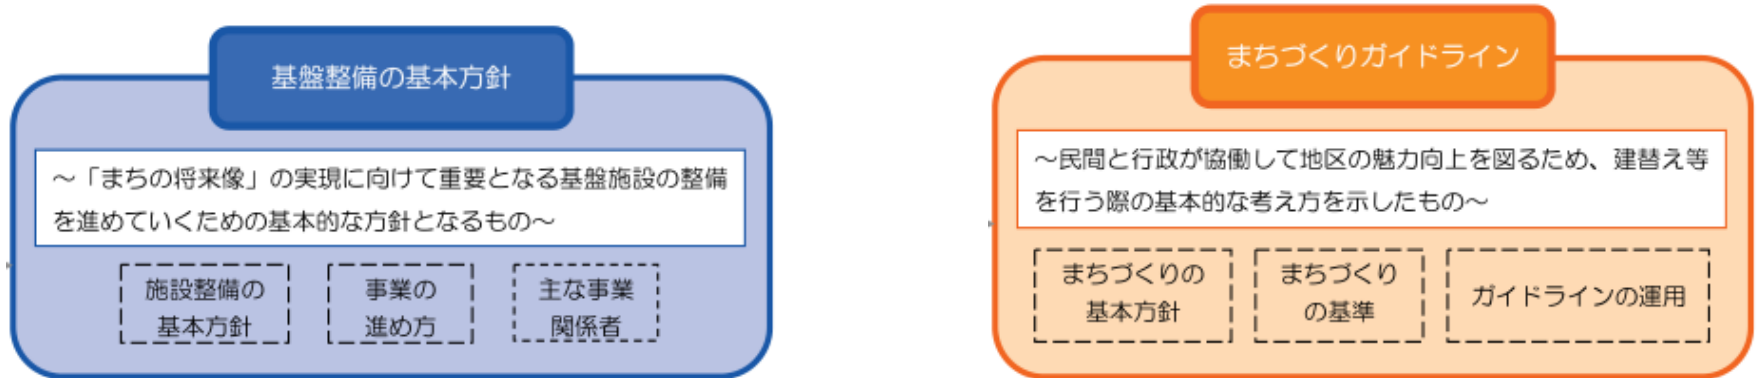 基盤整備の基本方針
~「まちの将来像」の実現に向けて重要となる基盤施設の整備
を進めていくための基本的な方針となるもの~
施設整備の
基本方針
事業の
進め方
主な事業
関係者
まちづくりガイドライン
~民間と行政が協働して地区の魅力向上を図るため、建替え等
を行う際の基本的な考え方を示したもの~
まちづくりの
基本方針
まちづくり
の基準
ガイドラインの運用